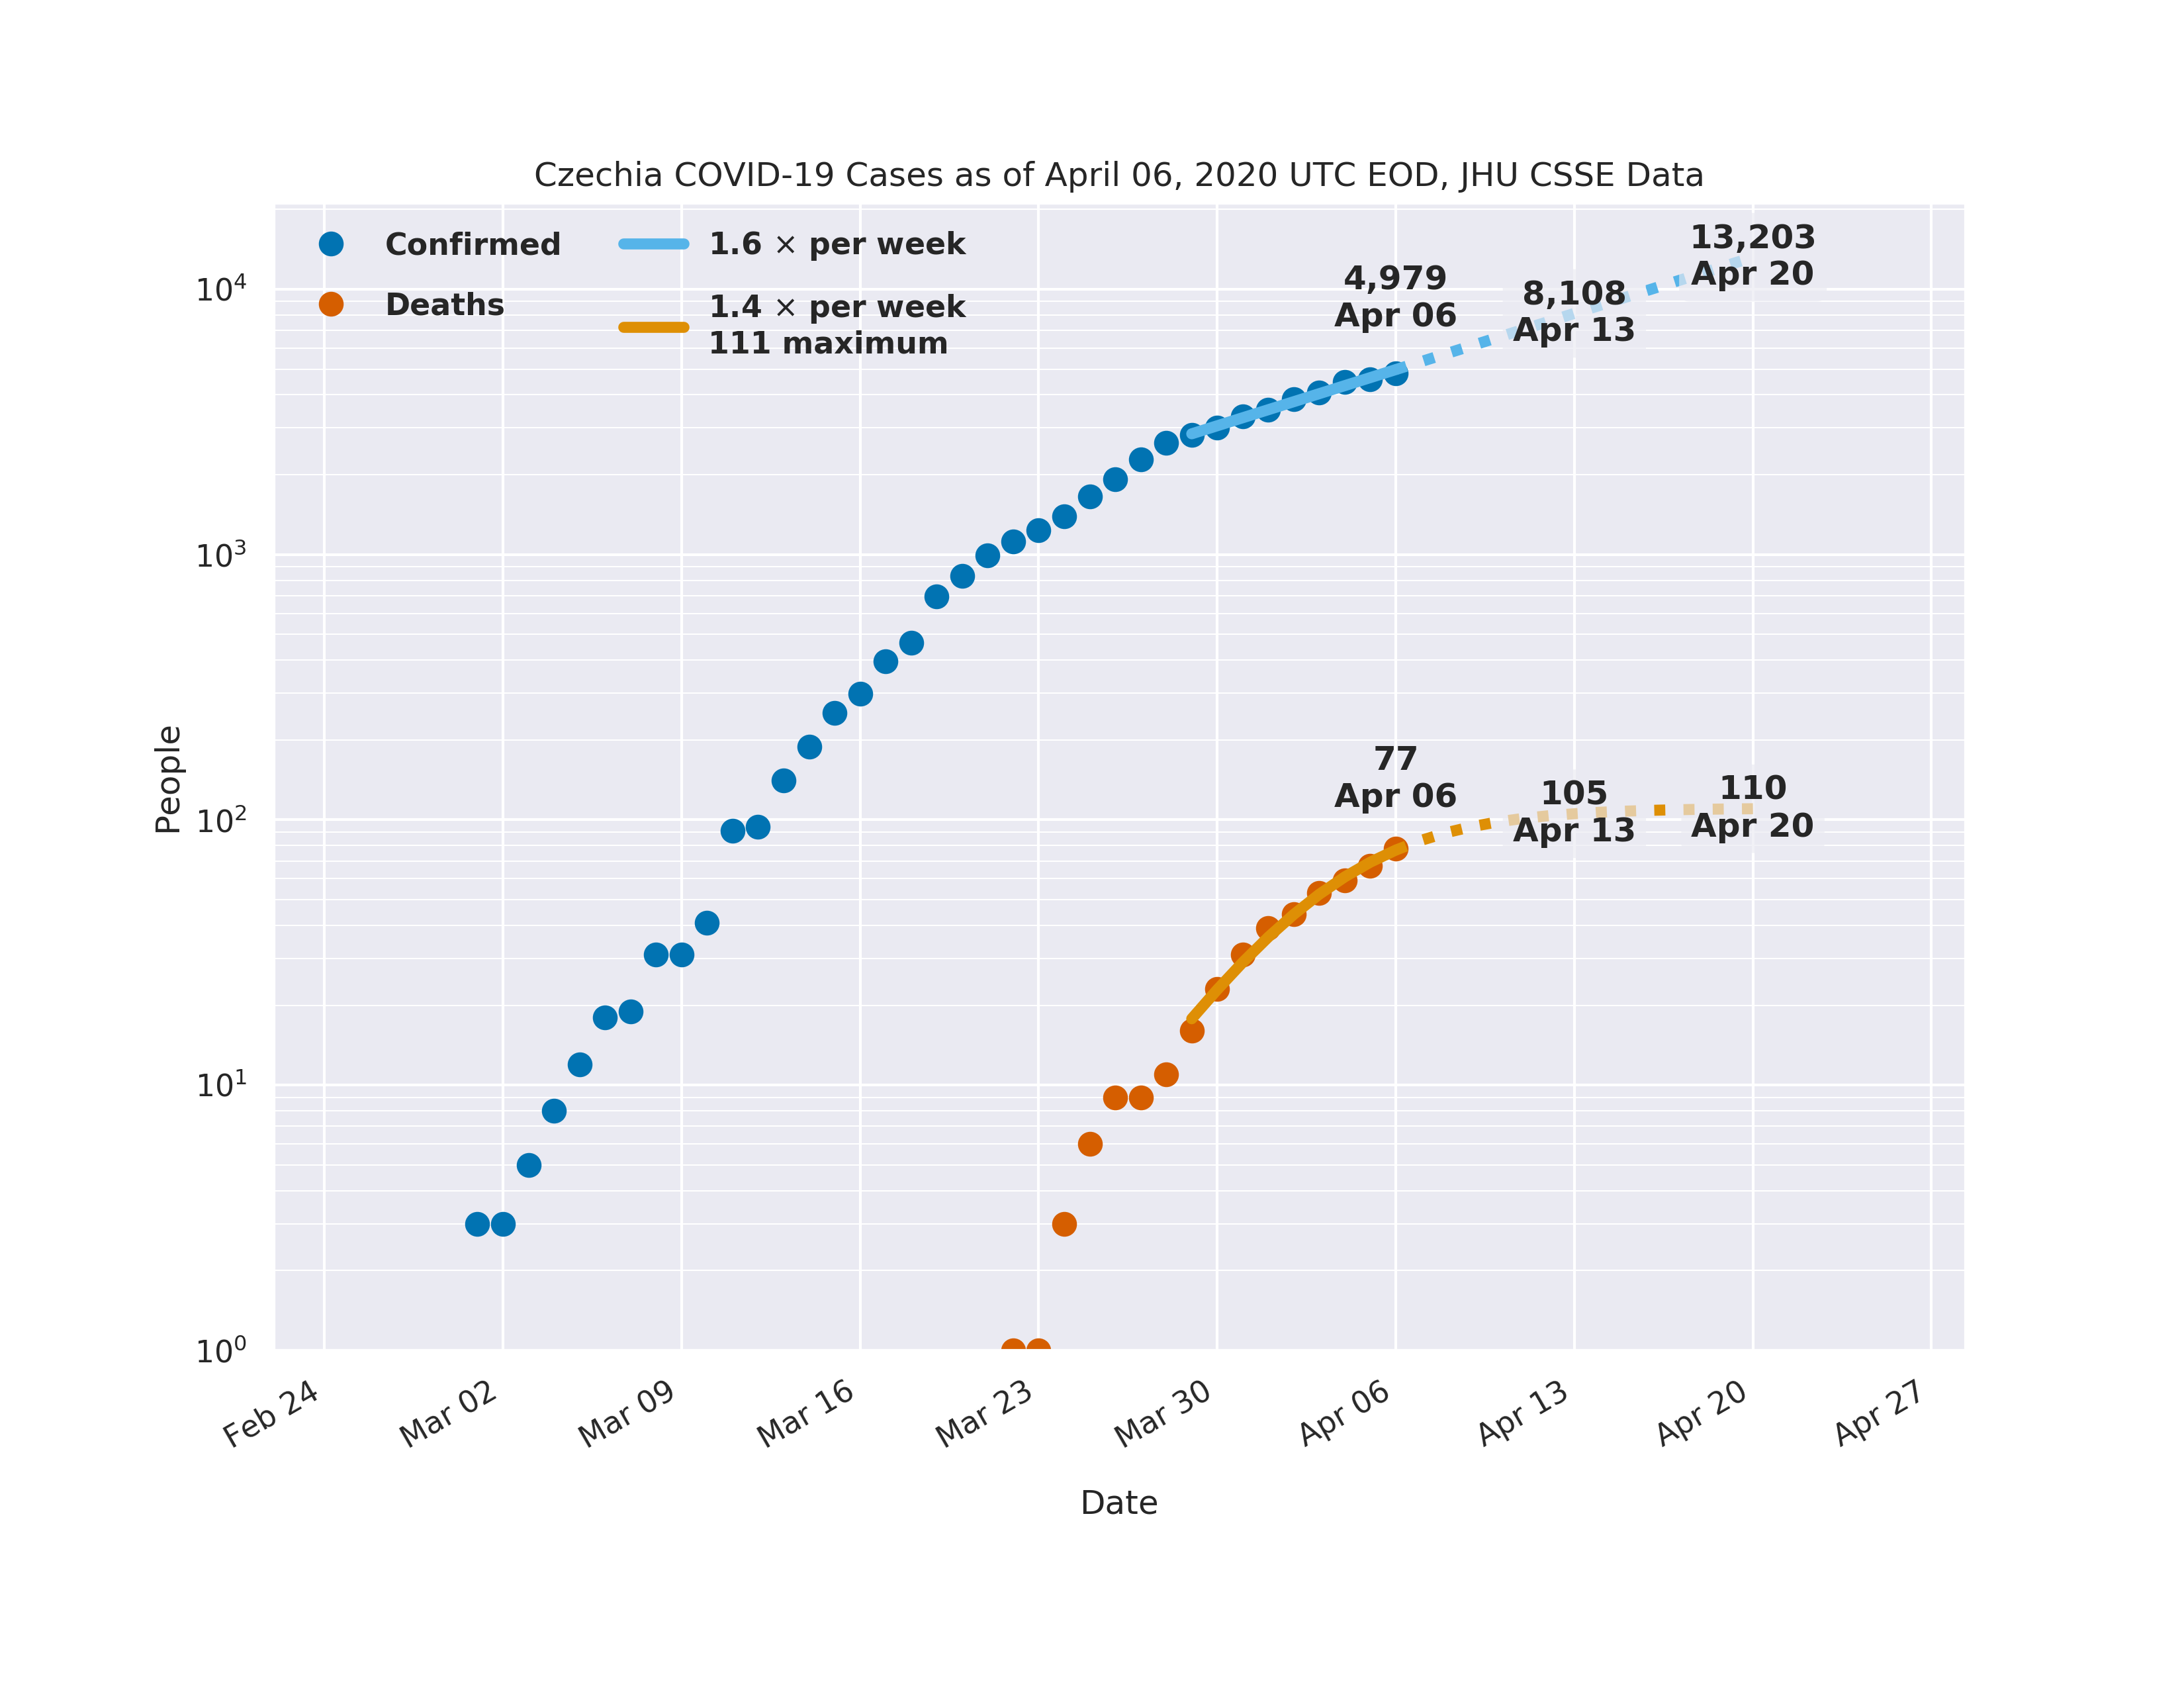 Czechia COVID-19 Cases as of April 06, 2020 UTC EOD, JHU CSSE Data
Confirmed
Deaths
1.6 × per week
1.4 × per week
111 maximum
4,979
Apr 06
8,108
Apr 13
13,203
Apr 20
77
Apr 06
105
Apr 13
110
Apr 20
People
10⁴
10³
10²
10¹
10⁰
Feb 24
Mar 02
Mar 09
Mar 16
Mar 23
Mar 30
Apr 06
Apr 13
Apr 20
Apr 27
Date